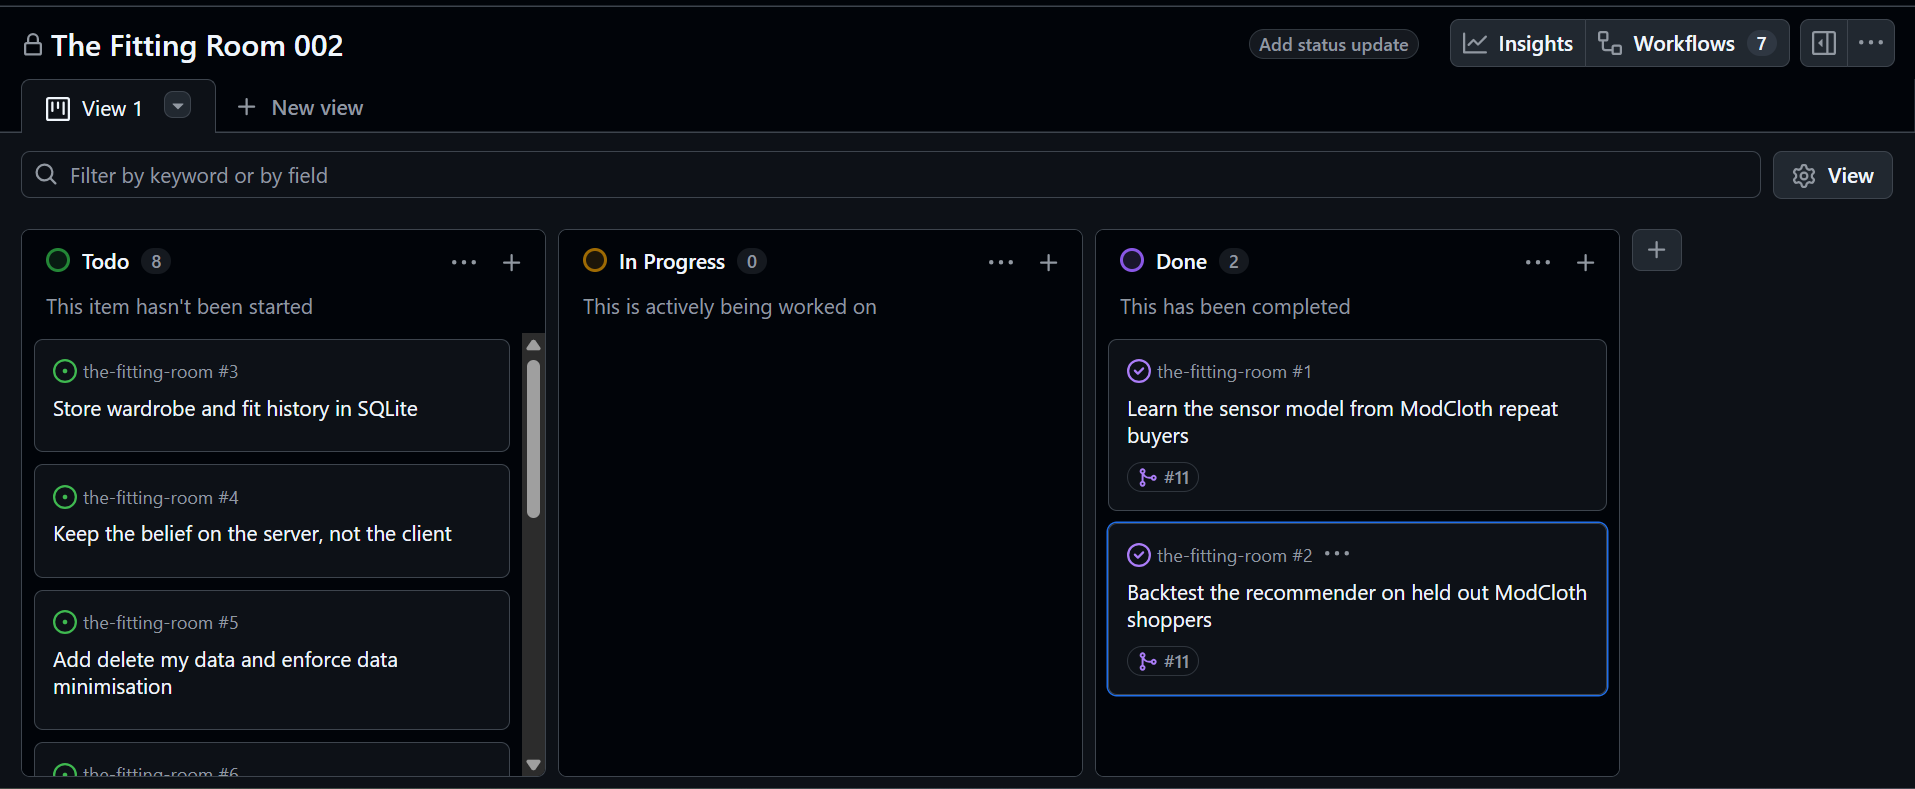 The Fitting Room 002
Add status update
Insights
Workflows 7
View 1
New view
Filter by keyword or by field
View
Todo 8
This item hasn't been started
the-fitting-room #3
Store wardrobe and fit history in SQLite
the-fitting-room #4
Keep the belief on the server, not the client
the-fitting-room #5
Add delete my data and enforce data
minimisation
the-fitting-room #6
In Progress 0
This is actively being worked on
Done 2
This has been completed
the-fitting-room #1
Learn the sensor model from ModCloth repeat
buyers
#11
the-fitting-room #2
Backtest the recommender on held out ModCloth
shoppers
#11